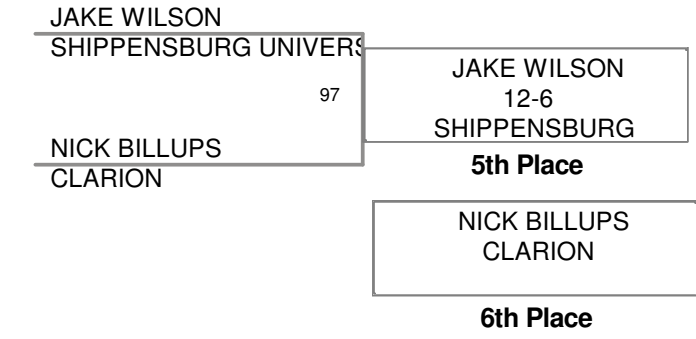 JAKE WILSON
SHIPPENSBURG UNIVERS
97
NICK BILLUPS
CLARION
JAKE WILSON
12-6
SHIPPENSBURG
5th Place
NICK BILLUPS
CLARION
6th Place